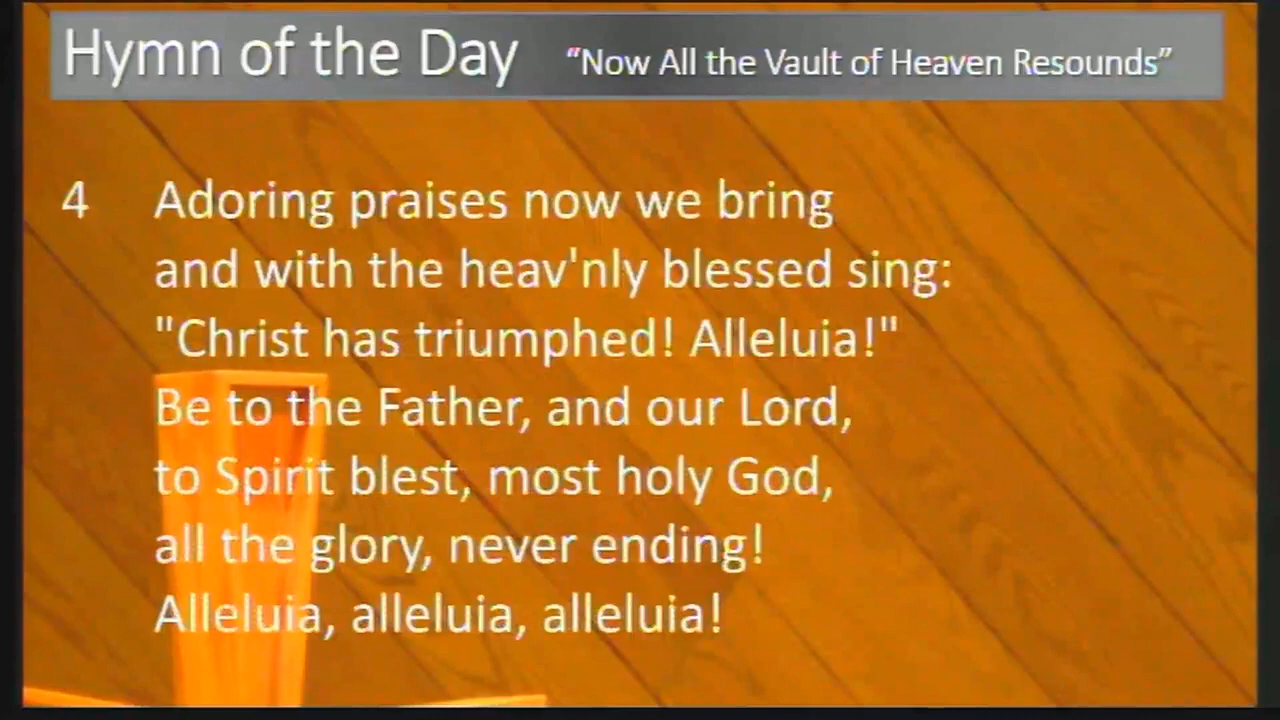 Hymn of the Day “Now All the Vault of Heaven Resounds”
4 Adoring praises now we bring
and with the heav'nly blessed sing:
"Christ has triumphed! Alleluia!"
Be to the Father, and our Lord,
to Spirit blest, most holy God,
all the glory, never ending!
Alleluia, alleluia, alleluia!